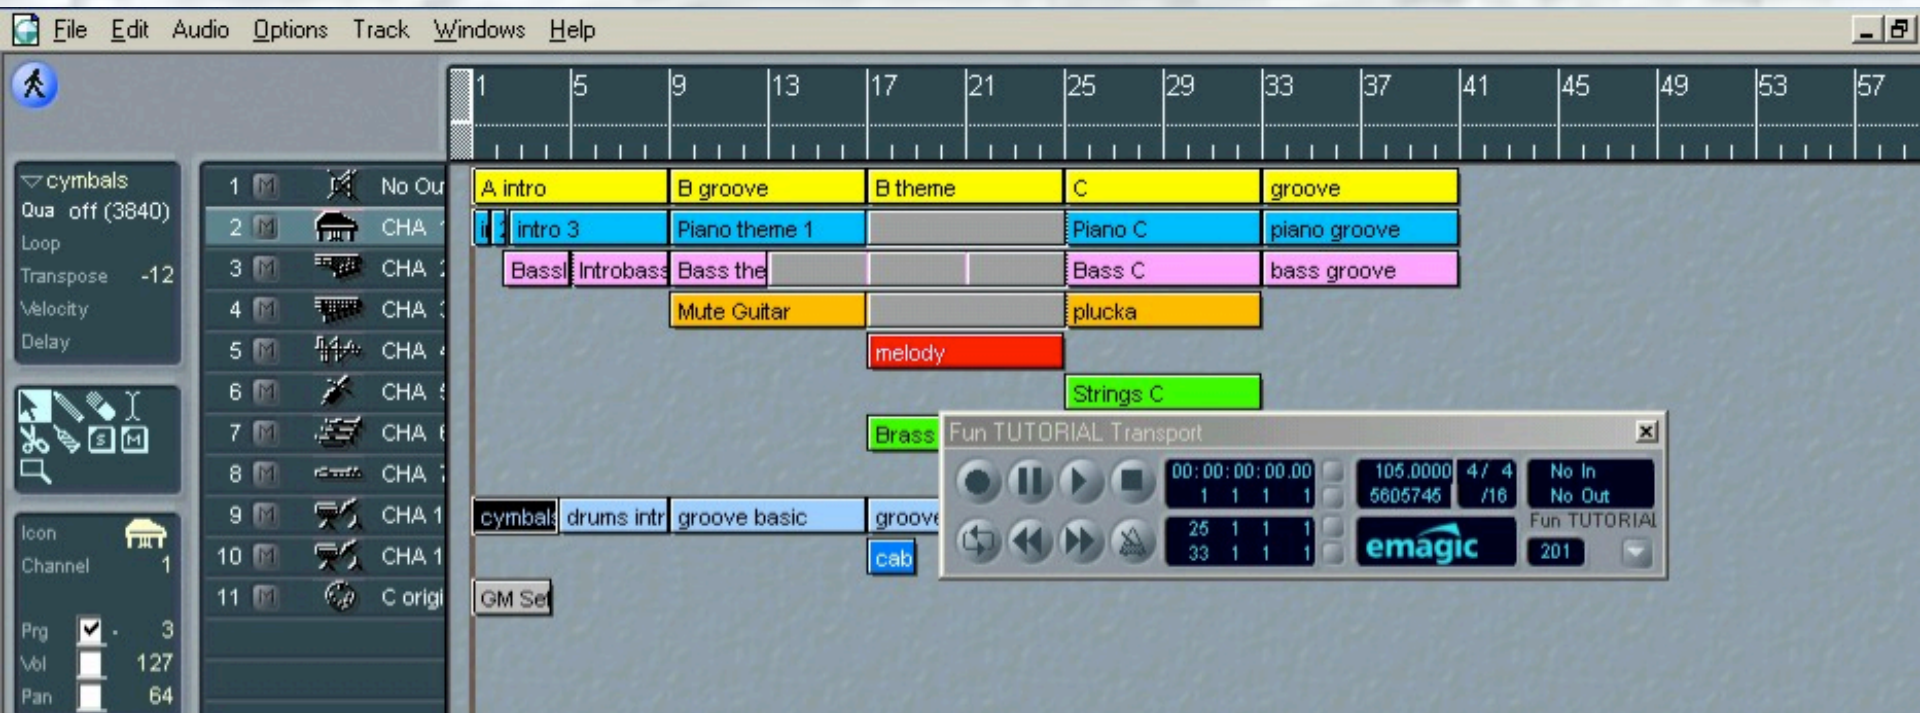 File Edit Audio Options Track Windows Help
1 5 9 13 17 21 25 29 33 37 41 45 49 53 57
cymbals
Qua off (3840)
Loop
Transpose -12
Velocity
Delay
1 M No Ou
2 M CHA
3 M CHA
4 M CHA
5 M CHA
6 M CHA
7 M CHA
8 M CHA
9 M CHA 1
10 M CHA 1
11 M C origi
A intro B groove B theme C groove
intro 3 Piano theme 1 Piano C piano groove
Bassl Introbass Bass the Bass C bass groove
Mute Guitar plucka
melody
Strings C
Brass
cymbals drums intr groove basic groove
cab
GM Set
S M
Icon
Channel 1
Prg 3
Vol 127
Pan 64
Fun TUTORIAL Transport
00:00:00:00.00
1 1 1 1
25 1 1 1
33 1 1 1
105.0000 4/ 4
5605745 /16
emagic
No In
No Out
Fun TUTORIAL
201